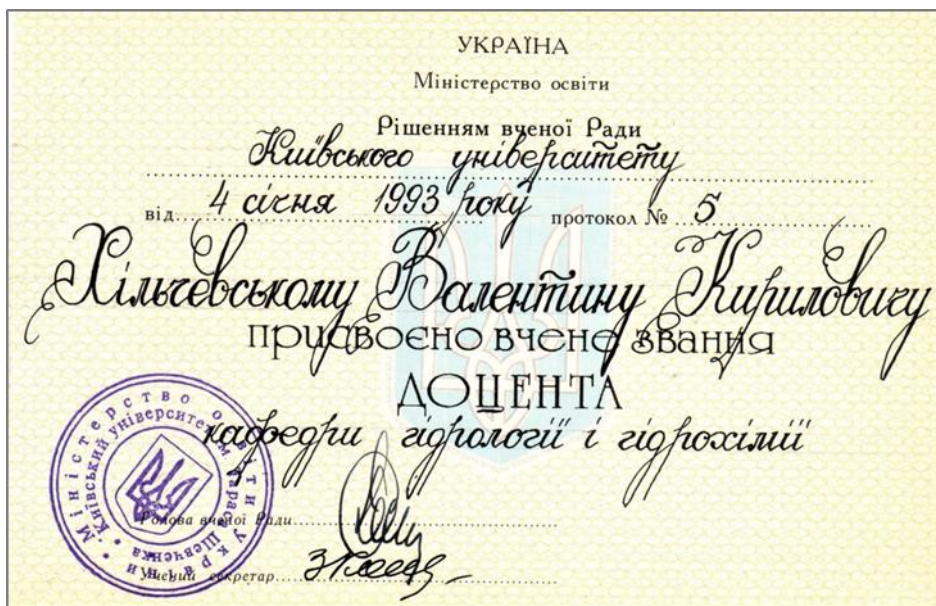 УКРАЇНА
Міністерство освіти
Рішенням вченої Ради
Київського університету
від 4 січня 1993 року протокол № 5
Хільчевському Валентину Кириловичу
присвоєно вчене звання
ДОЦЕНТА
кафедри гідрології і гідрохімії
Голова вченої Ради
Учений секретар
Міністерство освіти України
Київський університет імені Тараса Шевченка